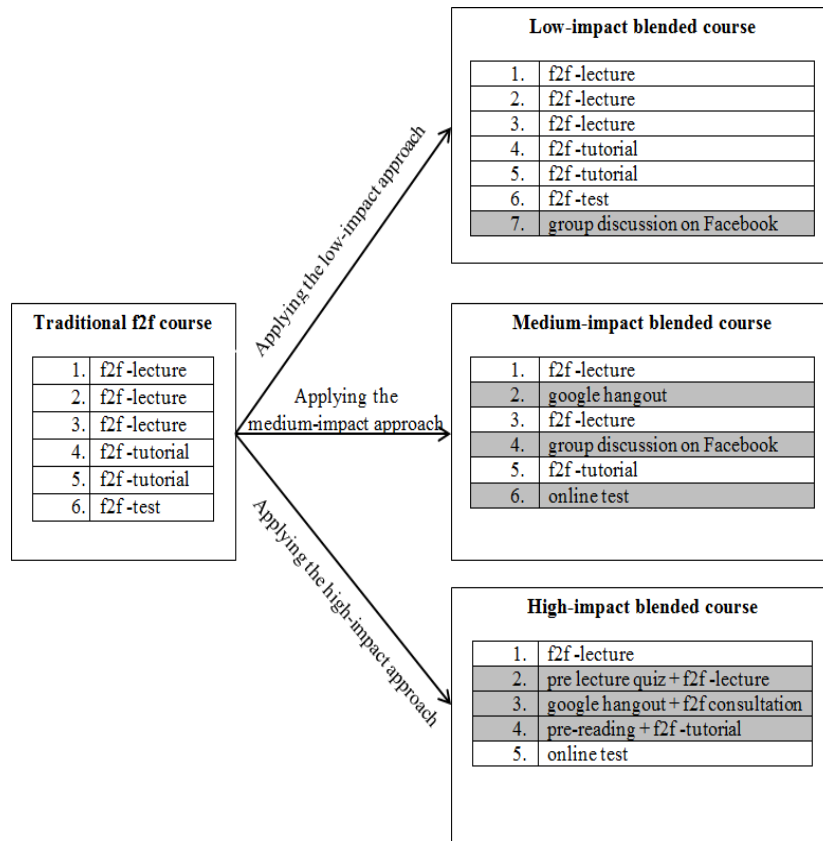 Low-impact blended course
1. f2f -lecture
2. f2f -lecture
3. f2f -lecture
4. f2f -tutorial
5. f2f -tutorial
6. f2f -test
7. group discussion on Facebook
Applying the low-impact approach
Traditional f2f course
1. f2f -lecture
2. f2f -lecture
3. f2f -lecture
4. f2f -tutorial
5. f2f -tutorial
6. f2f -test
Applying the
medium-impact approach
Medium-impact blended course
1. f2f -lecture
2. google hangout
3. f2f -lecture
4. group discussion on Facebook
5. f2f -tutorial
6. online test
Applying the high-impact approach
High-impact blended course
1. f2f -lecture
2. pre lecture quiz + f2f -lecture
3. google hangout + f2f consultation
4. pre-reading + f2f -tutorial
5. online test